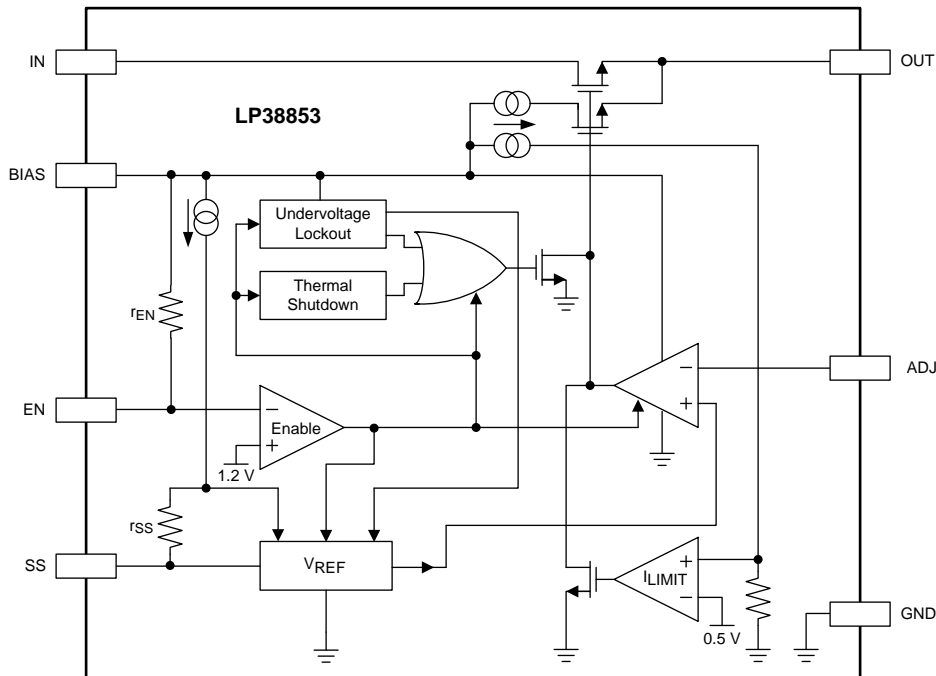 IN
OUT
LP38853
BIAS
Undervoltage
Lockout
Thermal
Shutdown
rEN
ADJ
EN
−
Enable
+
1.2 V
−
+
rSS
SS
VREF
+
ILIMIT
−
0.5 V
GND